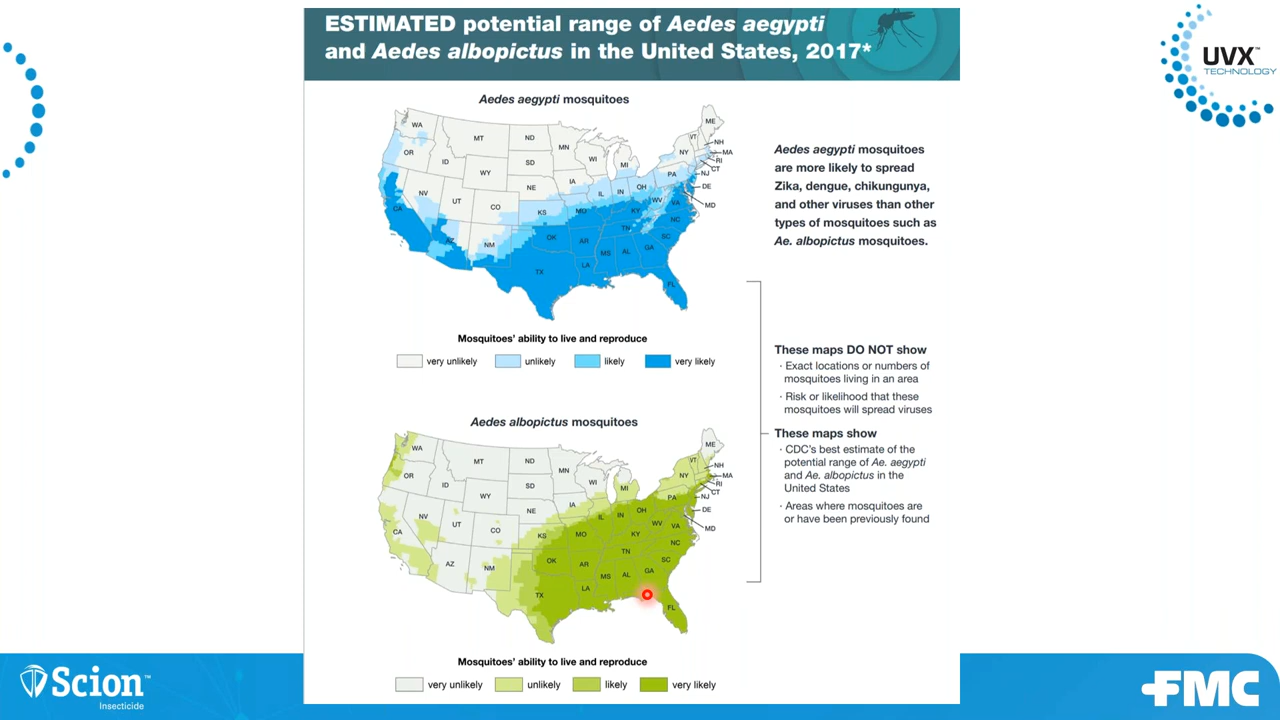 ESTIMATED potential range of Aedes aegypti
and Aedes albopictus in the United States, 2017*
UVX™
TECHNOLOGY
Aedes aegypti mosquitoes
WA
MT
ND
MN
WI
MI
ME
VT
NH
NY
MA
RI
CT
OR
ID
SD
WY
IA
PA
NJ
NE
NV
UT
CO
IL
IN
OH
DE
WV
VA
MD
KS
MO
KY
CA
NC
TN
AZ
NM
OK
AR
SC
MS
AL
GA
LA
TX
FL
Mosquitoes' ability to live and reproduce
very unlikely
unlikely
likely
very likely
Aedes aegypti mosquitoes
are more likely to spread
Zika, dengue, chikungunya,
and other viruses than other
types of mosquitoes such as
Ae. albopictus mosquitoes.
Aedes albopictus mosquitoes
WA
MT
ND
MN
WI
MI
ME
VT
NH
NY
MA
RI
CT
OR
ID
SD
WY
IA
PA
NJ
NE
NV
UT
CO
IL
IN
OH
DE
WV
VA
MD
KS
MO
KY
CA
NC
TN
AZ
NM
OK
AR
SC
MS
AL
GA
LA
TX
FL
Mosquitoes' ability to live and reproduce
very unlikely
unlikely
likely
very likely
These maps DO NOT show
· Exact locations or numbers of
mosquitoes living in an area
· Risk or likelihood that these
mosquitoes will spread viruses
These maps show
· CDC's best estimate of the
potential range of Ae. aegypti
and Ae. albopictus in the
United States
· Areas where mosquitoes are
or have been previously found
Scion™
Insecticide
FMC